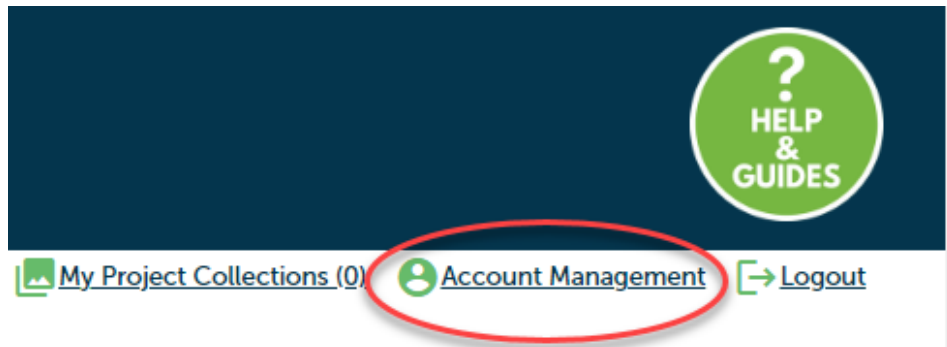 ?
HELP
&
GUIDES
My Project Collections (0) Account Management Logout